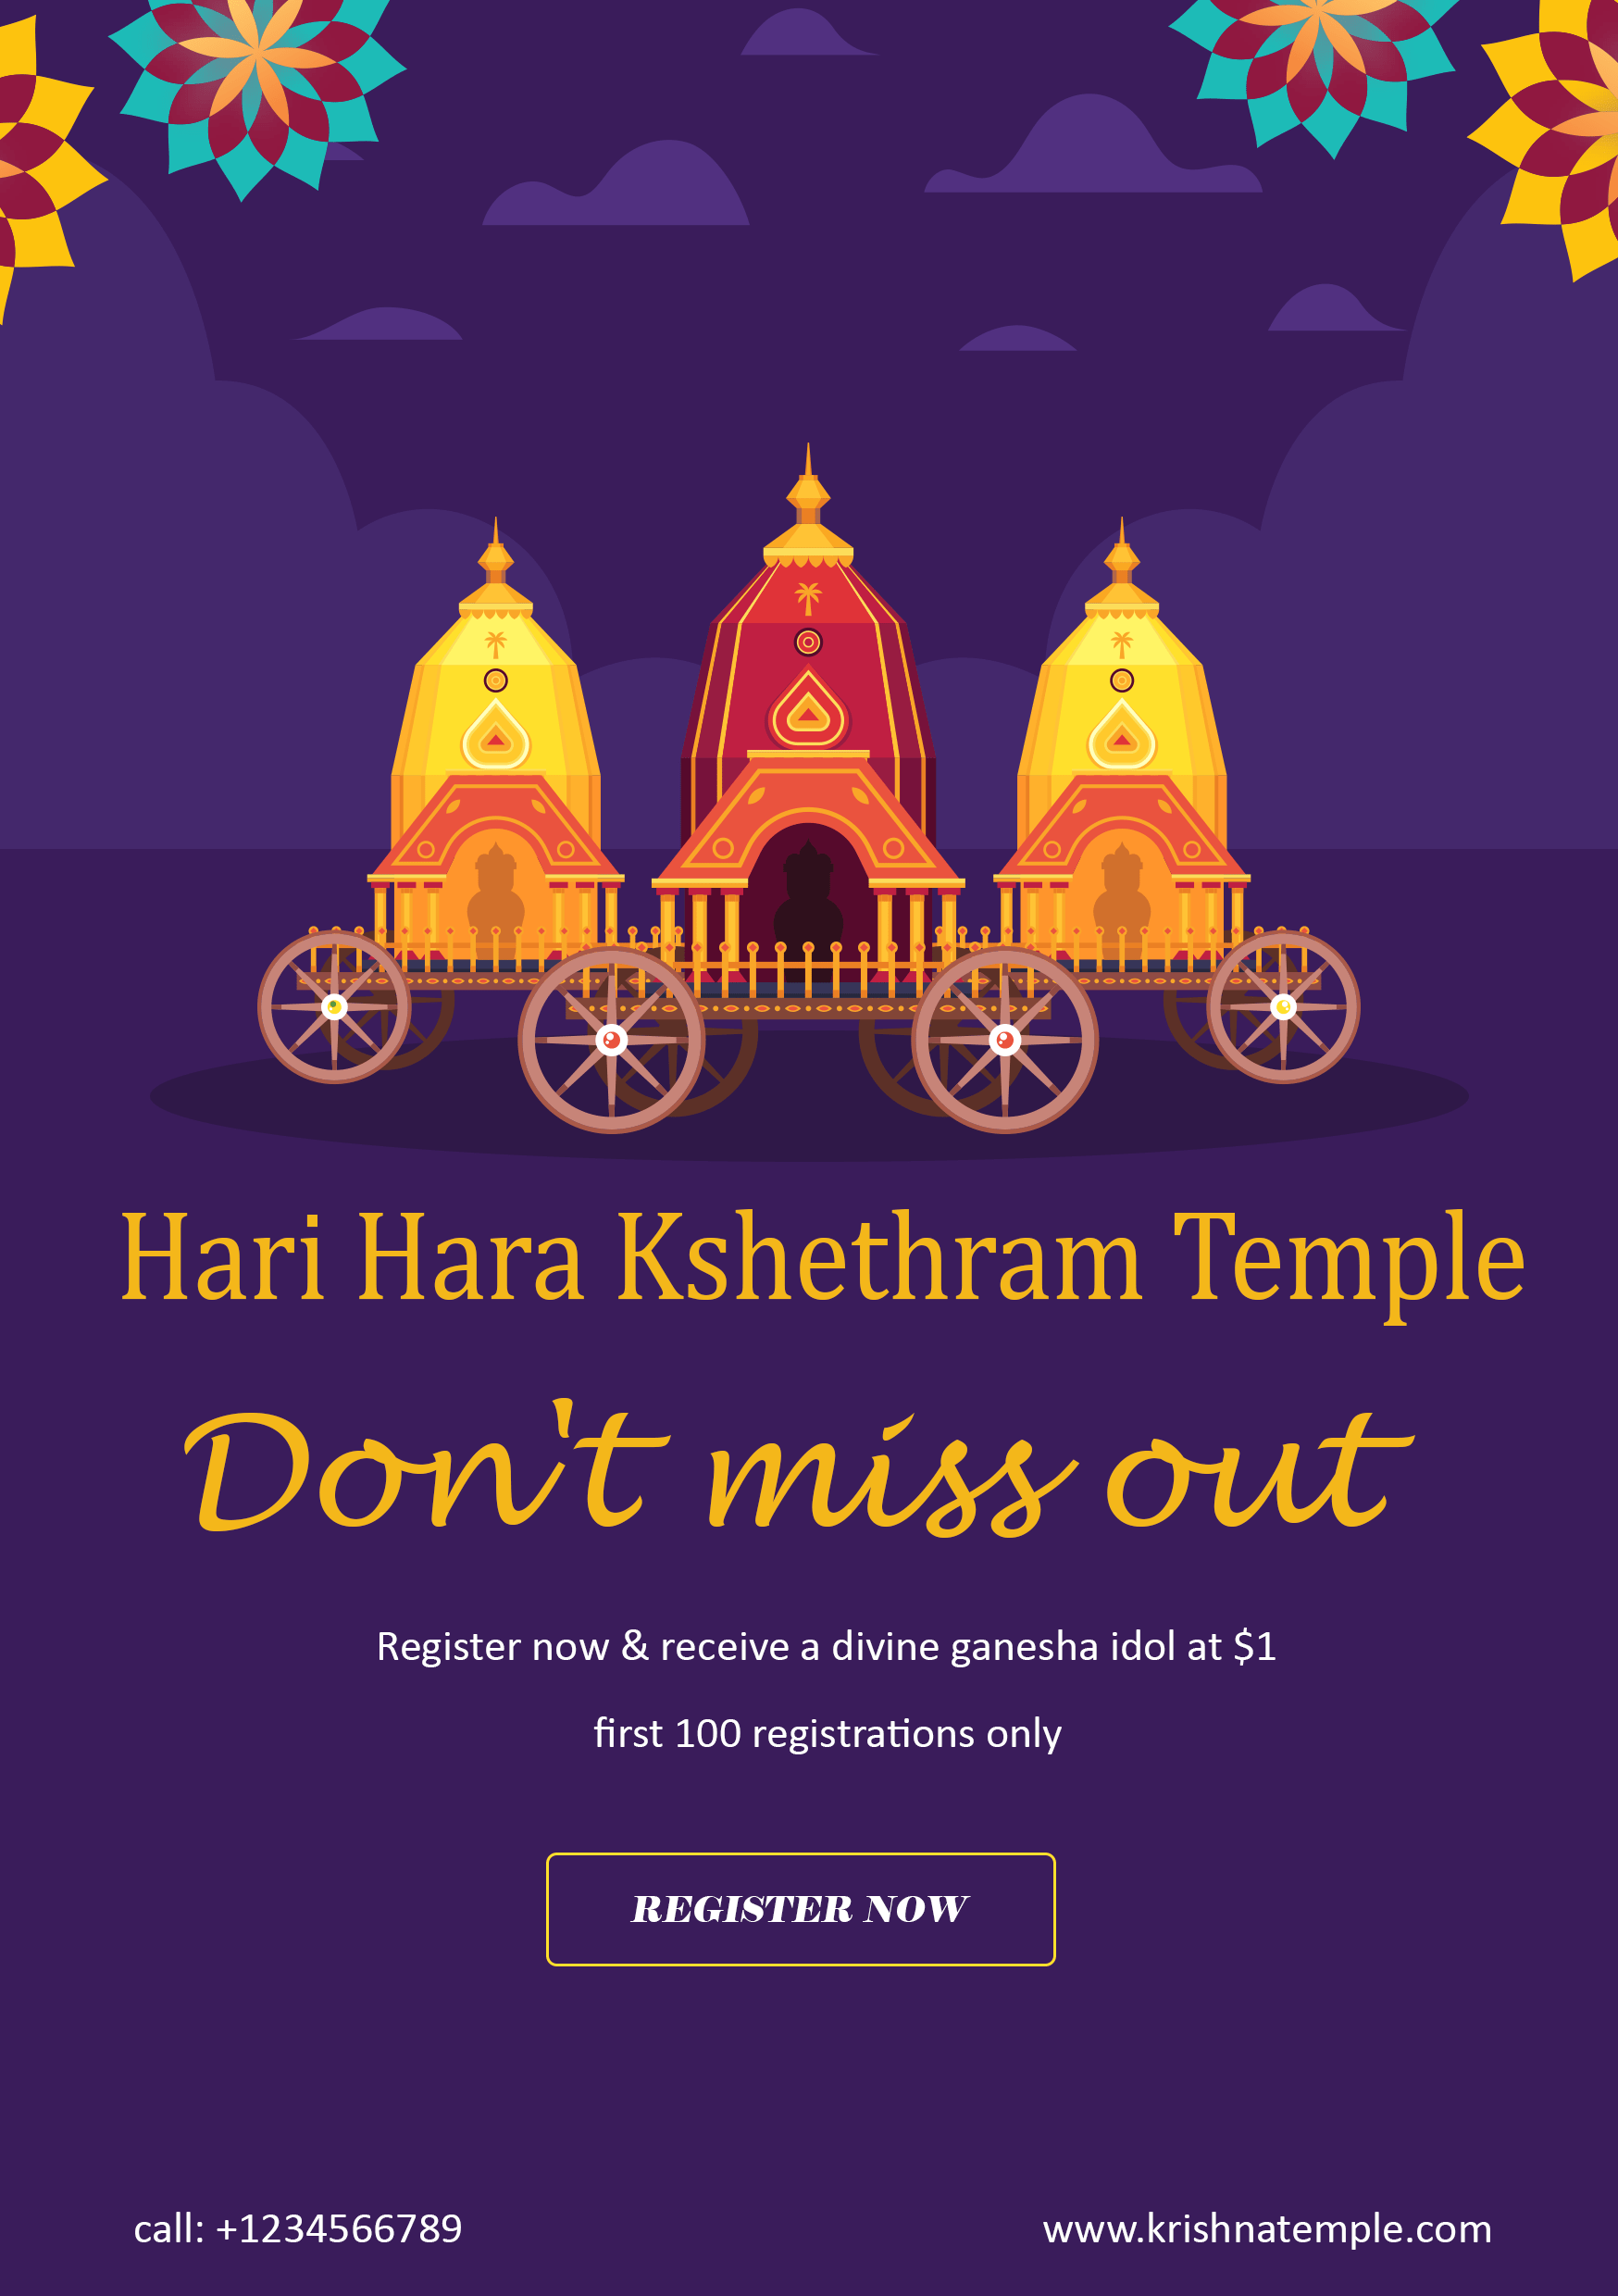 Hari Hara Kshethram Temple
Don't miss out
Register now & receive a divine ganesha idol at $1
first 100 registrations only
REGISTER NOW
call: +1234566789
www.krishnatemple.com